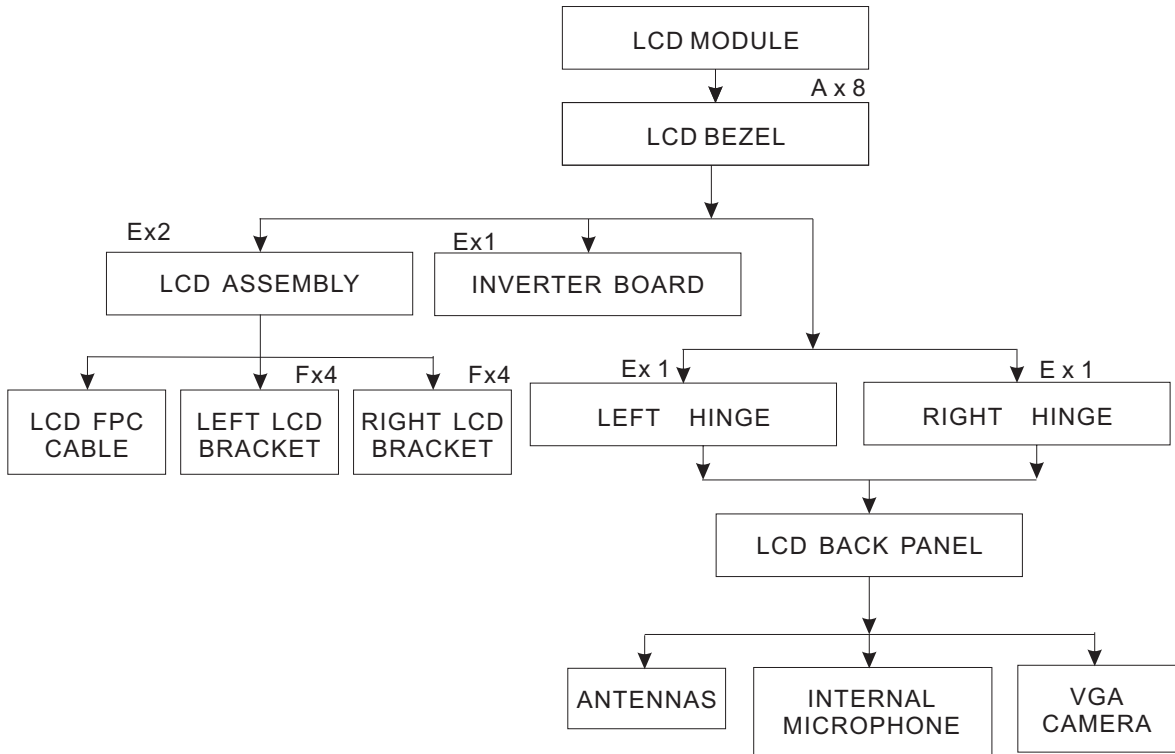 LCD MODULE
A x 8
LCD BEZEL
Ex2
LCD ASSEMBLY
Ex1
INVERTER BOARD
LCD FPC
CABLE
Fx4
LEFT LCD
BRACKET
Fx4
RIGHT LCD
BRACKET
Ex 1
LEFT HINGE
E x 1
RIGHT HINGE
LCD BACK PANEL
ANTENNAS
INTERNAL
MICROPHONE
VGA
CAMERA